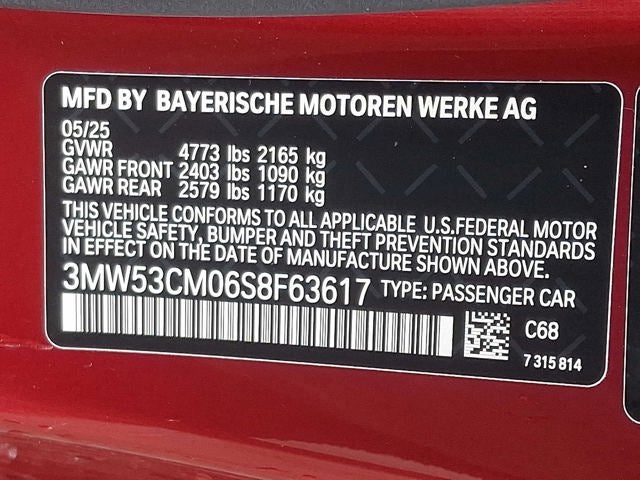 MFD BY BAYERISCHE MOTOREN WERKE AG
05/25
GVWR 4773 lbs 2165 kg
GAWR FRONT 2403 lbs 1090 kg
GAWR REAR 2579 lbs 1170 kg
THIS VEHICLE CONFORMS TO ALL APPLICABLE U.S.FEDERAL MOTOR
VEHICLE SAFETY, BUMPER AND THEFT PREVENTION STANDARDS
IN EFFECT ON THE DATE OF MANUFACTURE SHOWN ABOVE.
3MW53CM06S8F63617 TYPE: PASSENGER CAR
C68
7 315 814